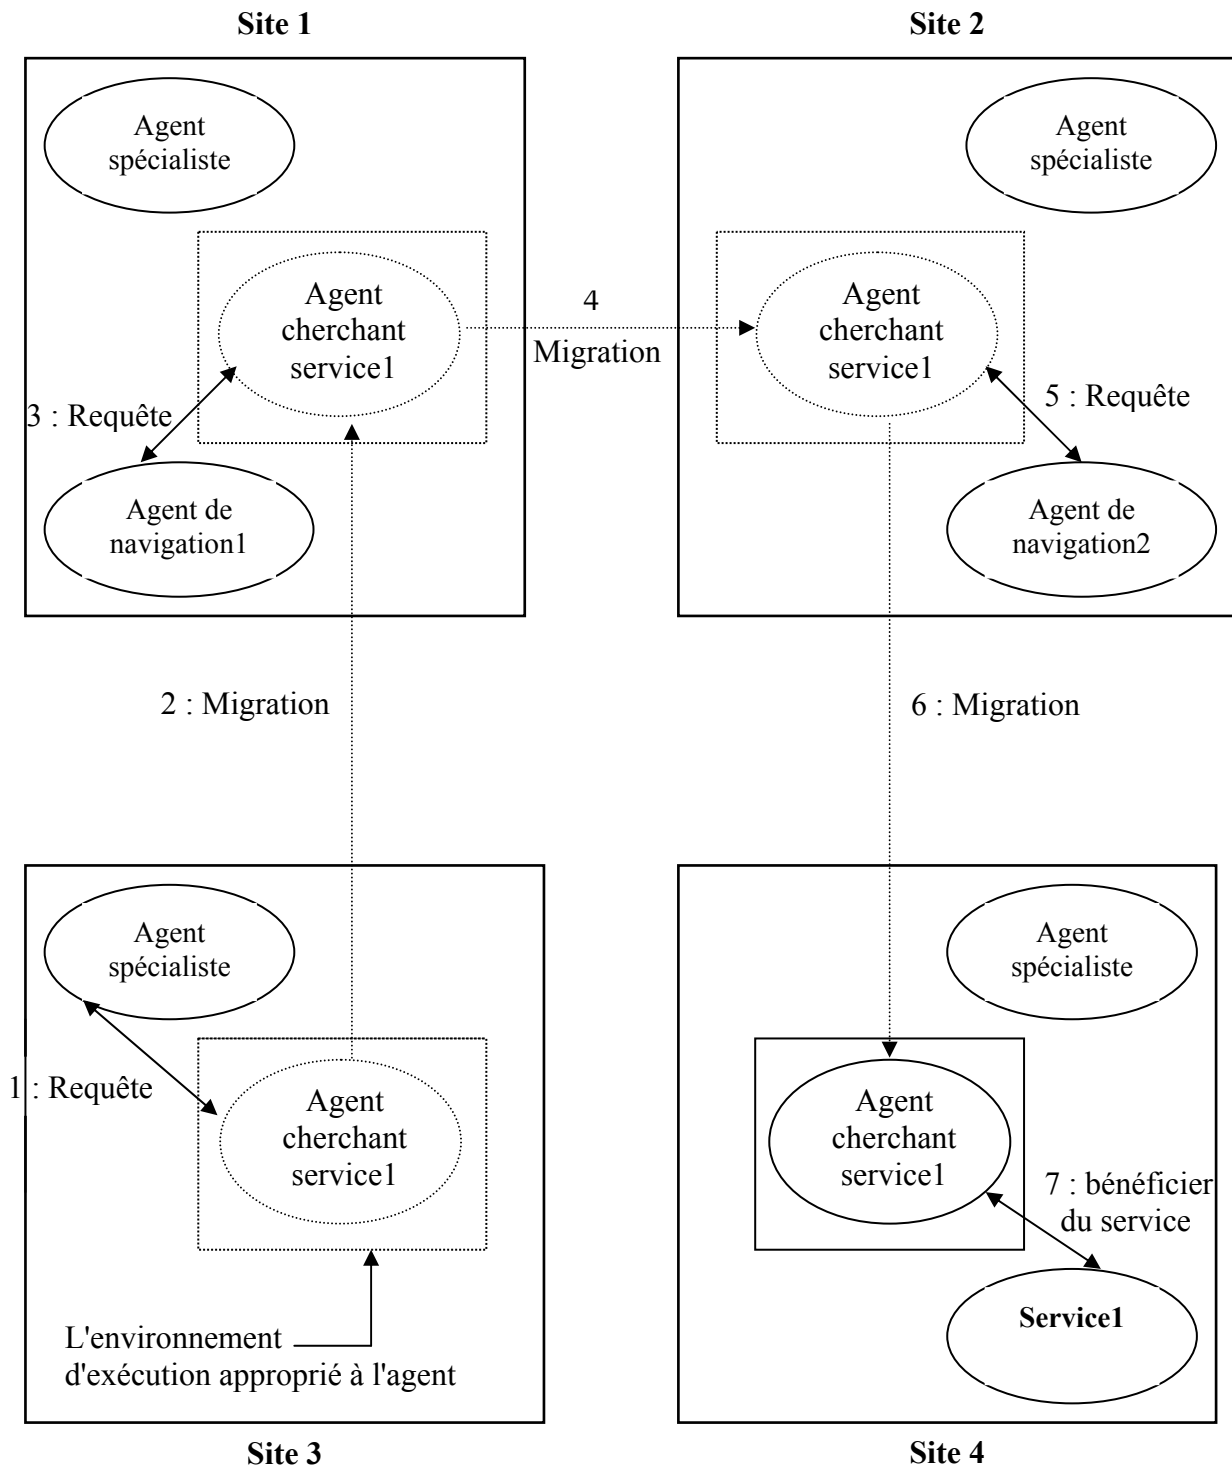 Site 1
Site 2
Agent
spécialiste
Agent
spécialiste
Agent
cherchant
service1
4
Migration
Agent
cherchant
service1
3 : Requête
5 : Requête
Agent de
navigation1
Agent de
navigation2
2 : Migration
6 : Migration
Agent
spécialiste
Agent
spécialiste
1 : Requête
Agent
cherchant
service1
Agent
cherchant
service1
7 : bénéficier
du service
L'environnement
d'exécution approprié à l'agent
Service1
Site 3
Site 4